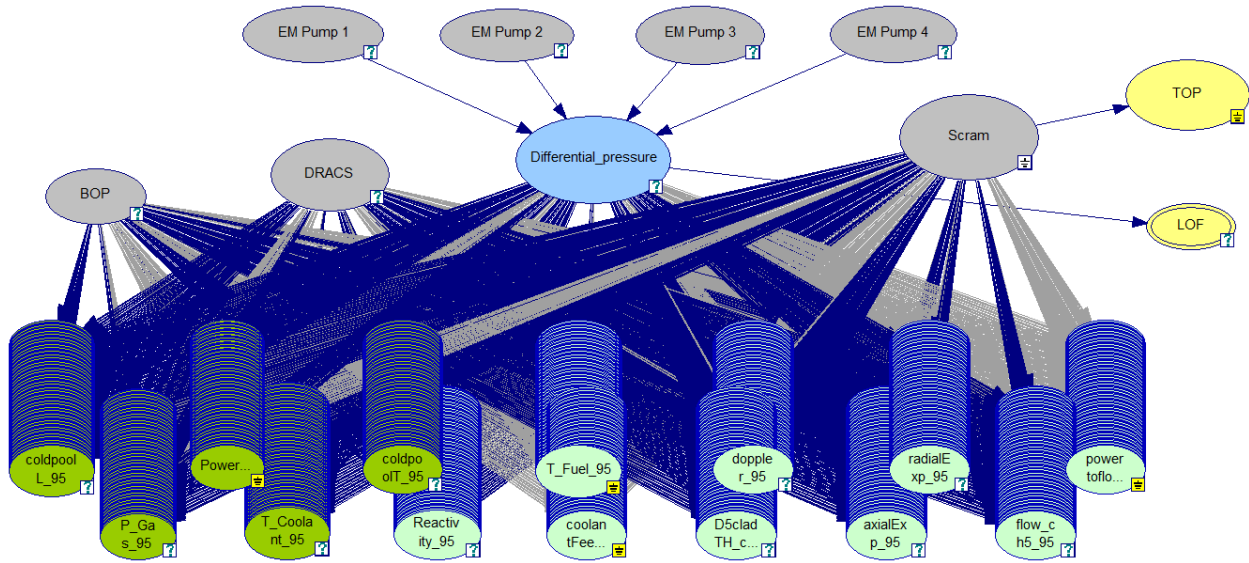 EM Pump 1
EM Pump 2
EM Pump 3
EM Pump 4
TOP
Scram
Differential_pressure
DRACS
BOP
LOF
coldpool
L_95
Power...
coldpo
olT_95
T_Fuel_95
dopple
r_95
radialE
xp_95
power
toflo...
P_Ga
s_95
T_Coola
nt_95
Reactiv
ity_95
coolan
tFee...
D5clad
TH_c...
axialEx
p_95
flow_c
h5_95